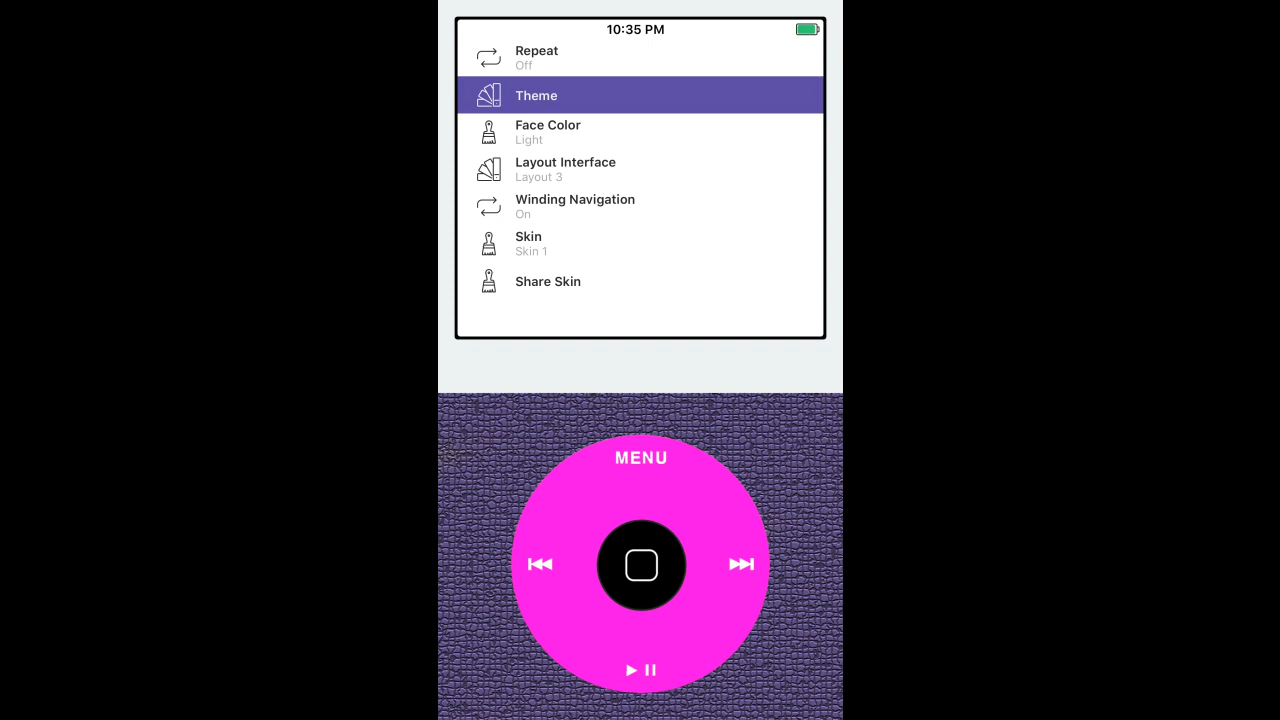 10:35 PM
Repeat
Off
Theme
Face Color
Light
Layout Interface
Layout 3
Winding Navigation
On
Skin
Skin 1
Share Skin
MENU